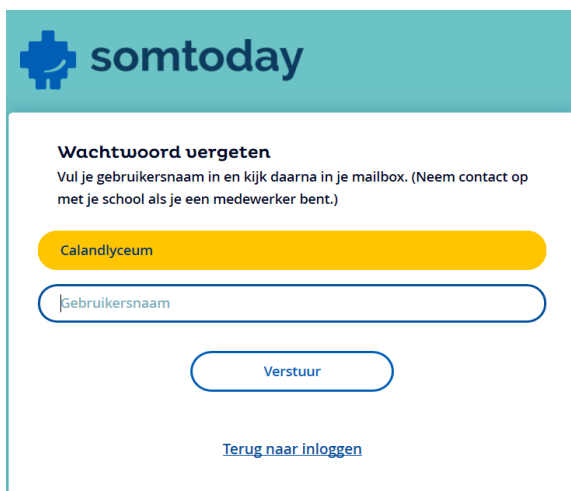 somtoday
Wachtwoord vergeten
Vul je gebruikersnaam in en kijk daarna in je mailbox. (Neem contact op
met je school als je een medewerker bent.)
Calandlyceum
Gebruikersnaam
Verstuur
Terug naar inloggen